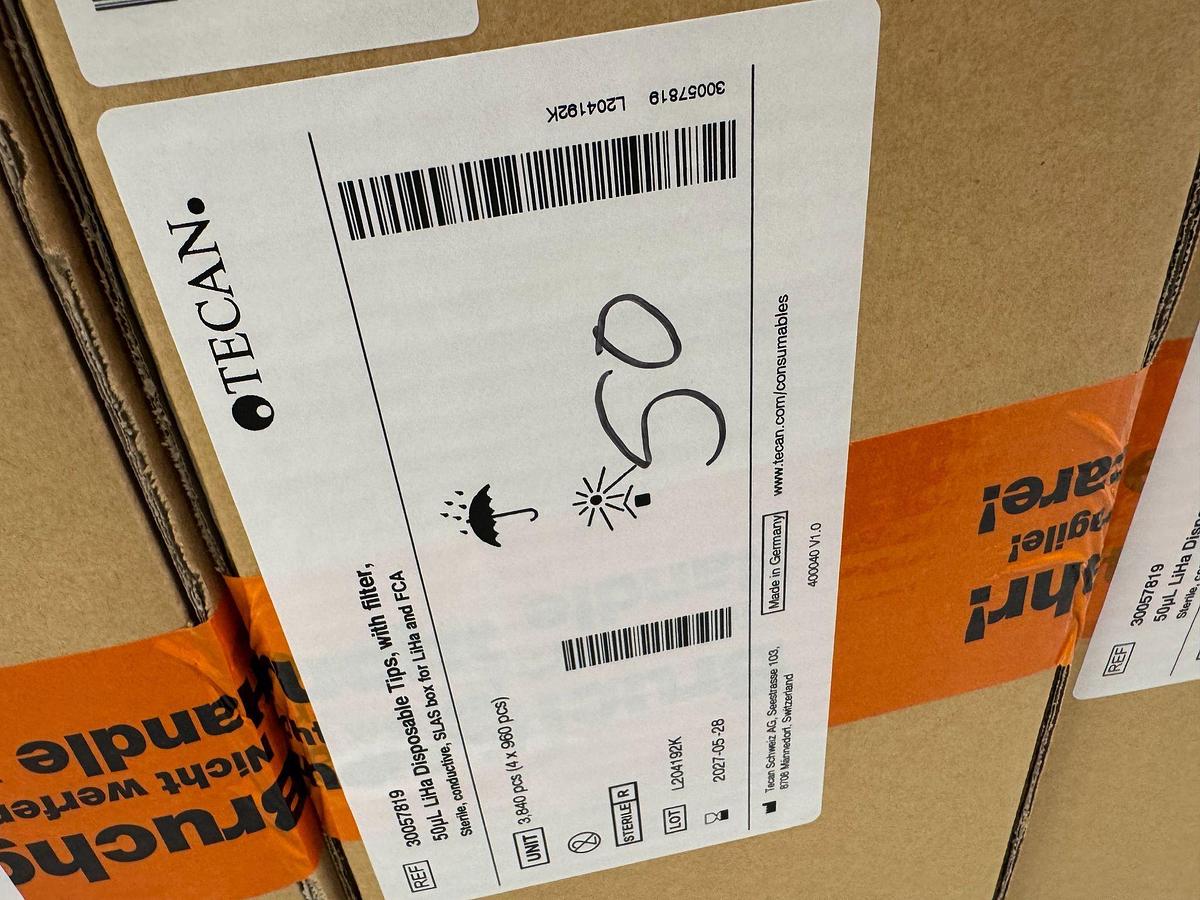 TECAN.
REF 30057819
50µL LiHa Disposable Tips, with filter,
Sterile, conductive, SLAS box for LiHa and FCA
UNIT 3,840 pcs (4 x 960 pcs)
STERILE R
LOT L204192K
2027-05-28
30057819 L204192K
50
Tecan Schweiz AG, Seestrasse 103,
8708 Männedorf, Switzerland
Made in Germany
www.tecan.com/consumables
400040 V1.0
Nicht werfen
Handle
care!
hr!
REF 30057819
50µL LiHa
Sterile,